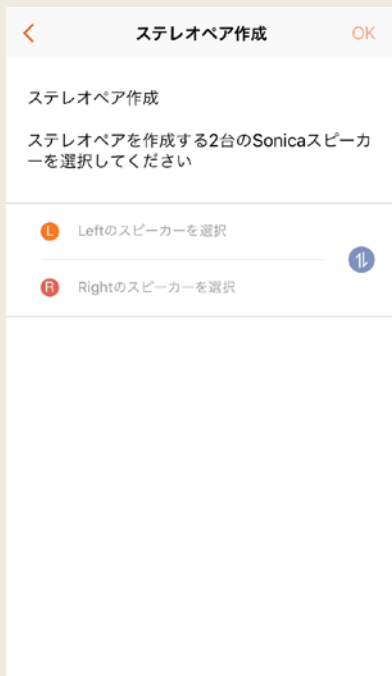 ステレオペア作成 OK
ステレオペア作成
ステレオペアを作成する2台のSonicaスピーカ
ーを選択してください
L Leftのスピーカーを選択
R Rightのスピーカーを選択